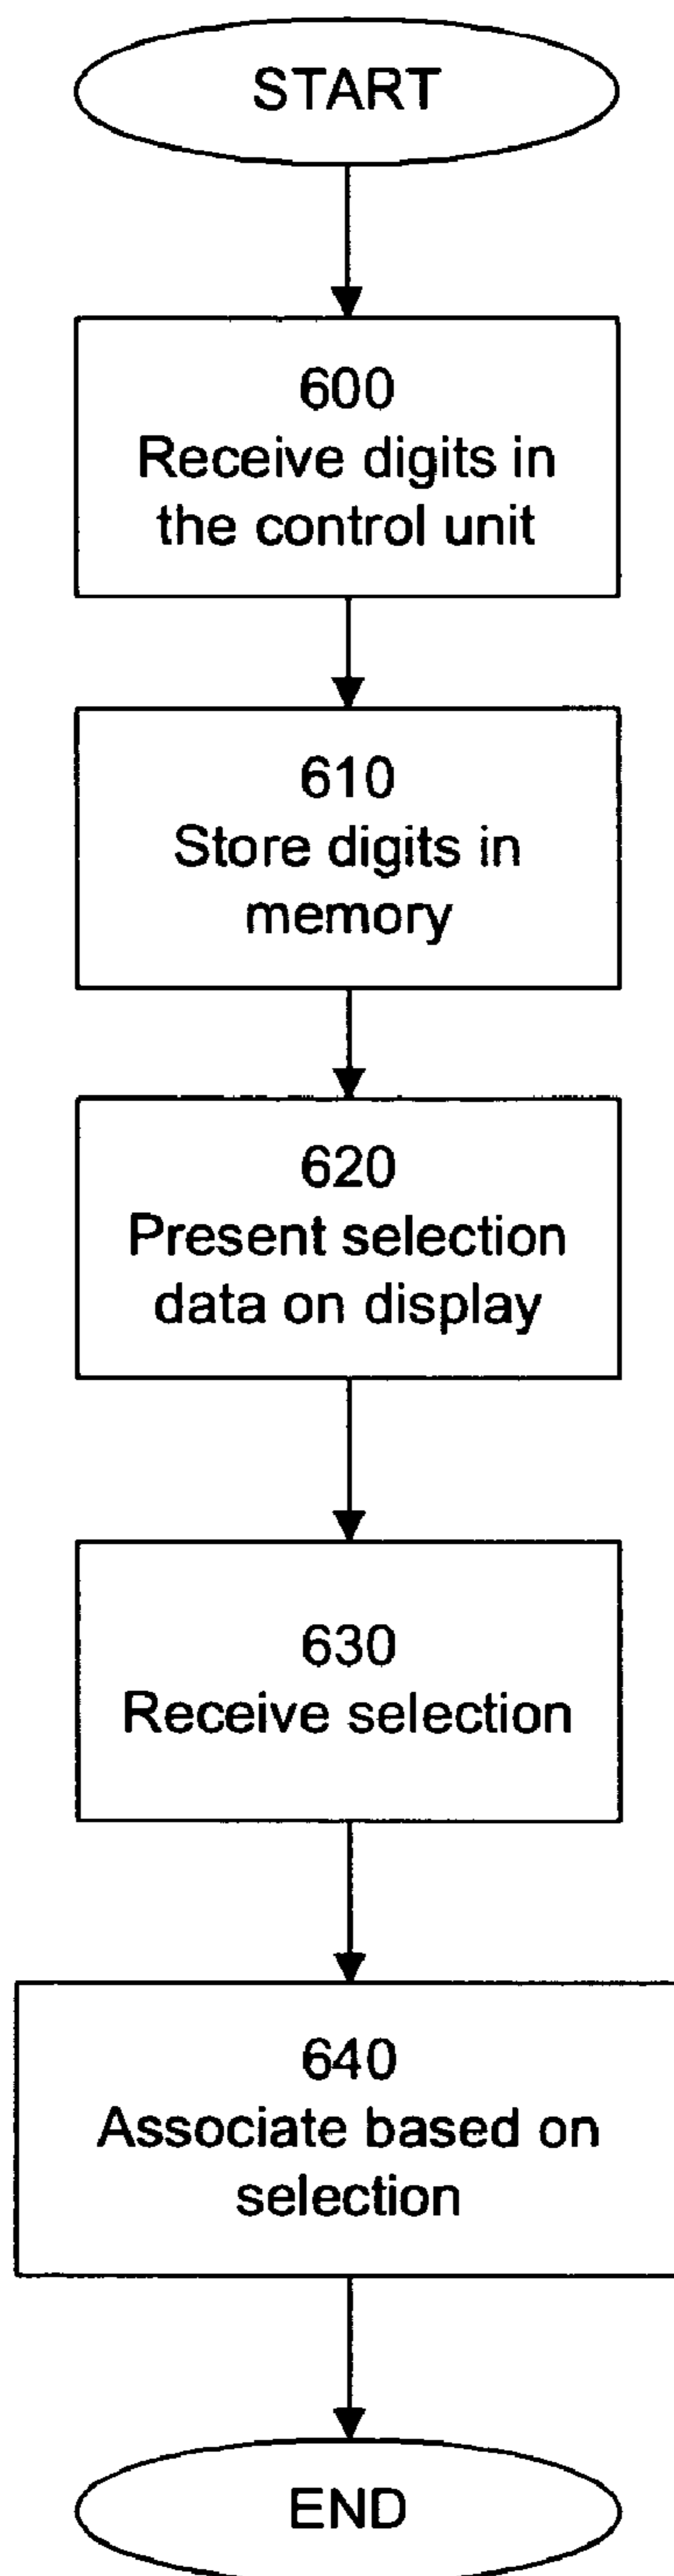 START
600
Receive digits in
the control unit
610
Store digits in
memory
620
Present selection
data on display
630
Receive selection
640
Associate based on
selection
END